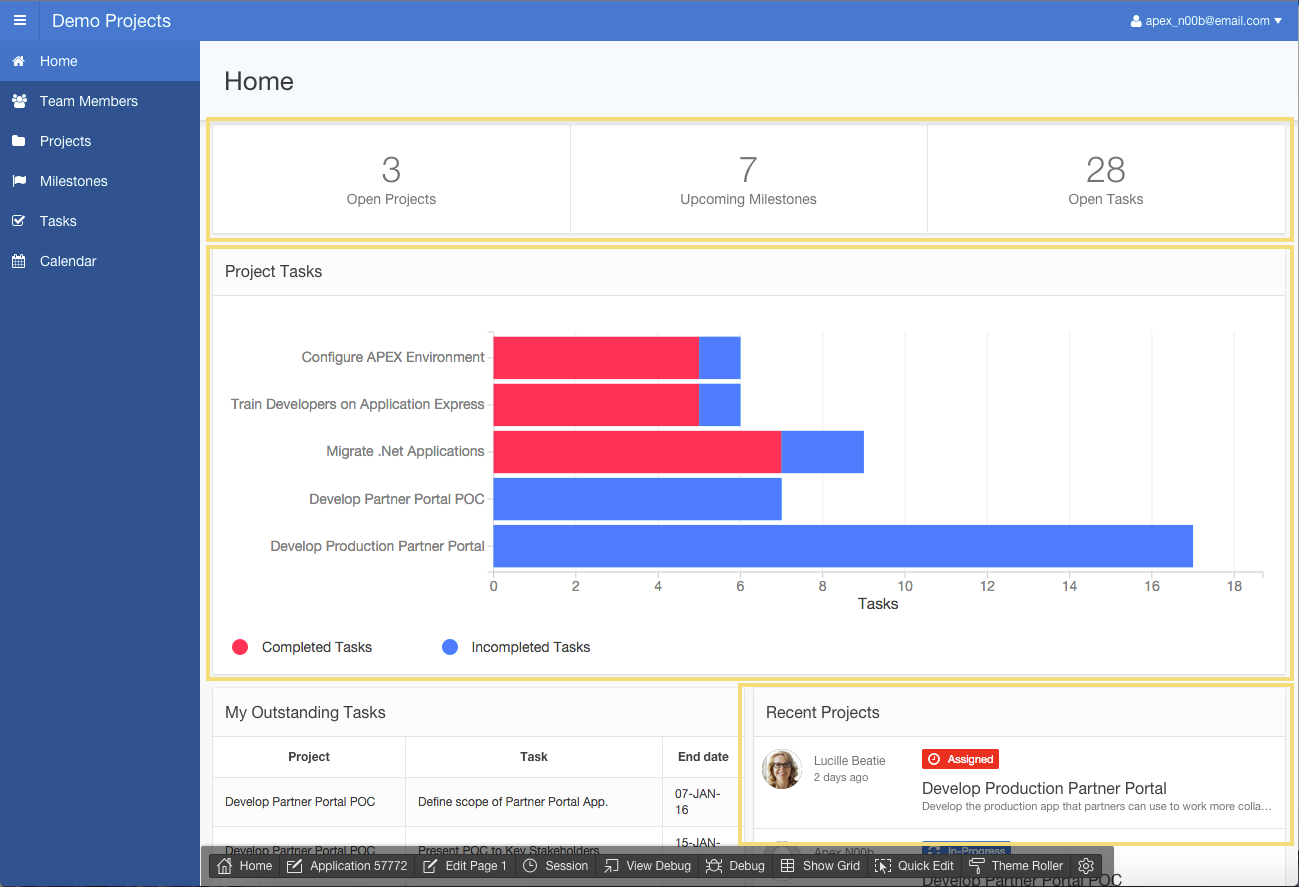 Demo Projects
apex_n00b@email.com
Home
Team Members
Projects
Milestones
Tasks
Calendar
Home
3
Open Projects
7
Upcoming Milestones
28
Open Tasks
Project Tasks
Configure APEX Environment
Train Developers on Application Express
Migrate .Net Applications
Develop Partner Portal POC
Develop Production Partner Portal
0 2 4 6 8 10 12 14 16 18
Tasks
Completed Tasks
Incompleted Tasks
My Outstanding Tasks
Project Task End date
Develop Partner Portal POC
Define scope of Partner Portal App.
07-JAN-
16
Develop Partner Portal POC
Present POC to Key Stakeholders
15-JAN-
Recent Projects
Lucille Beatie
2 days ago
Assigned
Develop Production Partner Portal
Develop the production app that partners can use to work more colla...
Apex N00b
In-Progress
Develop Partner Portal POC
Home Application 57772 Edit Page 1 Session View Debug Debug Show Grid Quick Edit Theme Roller